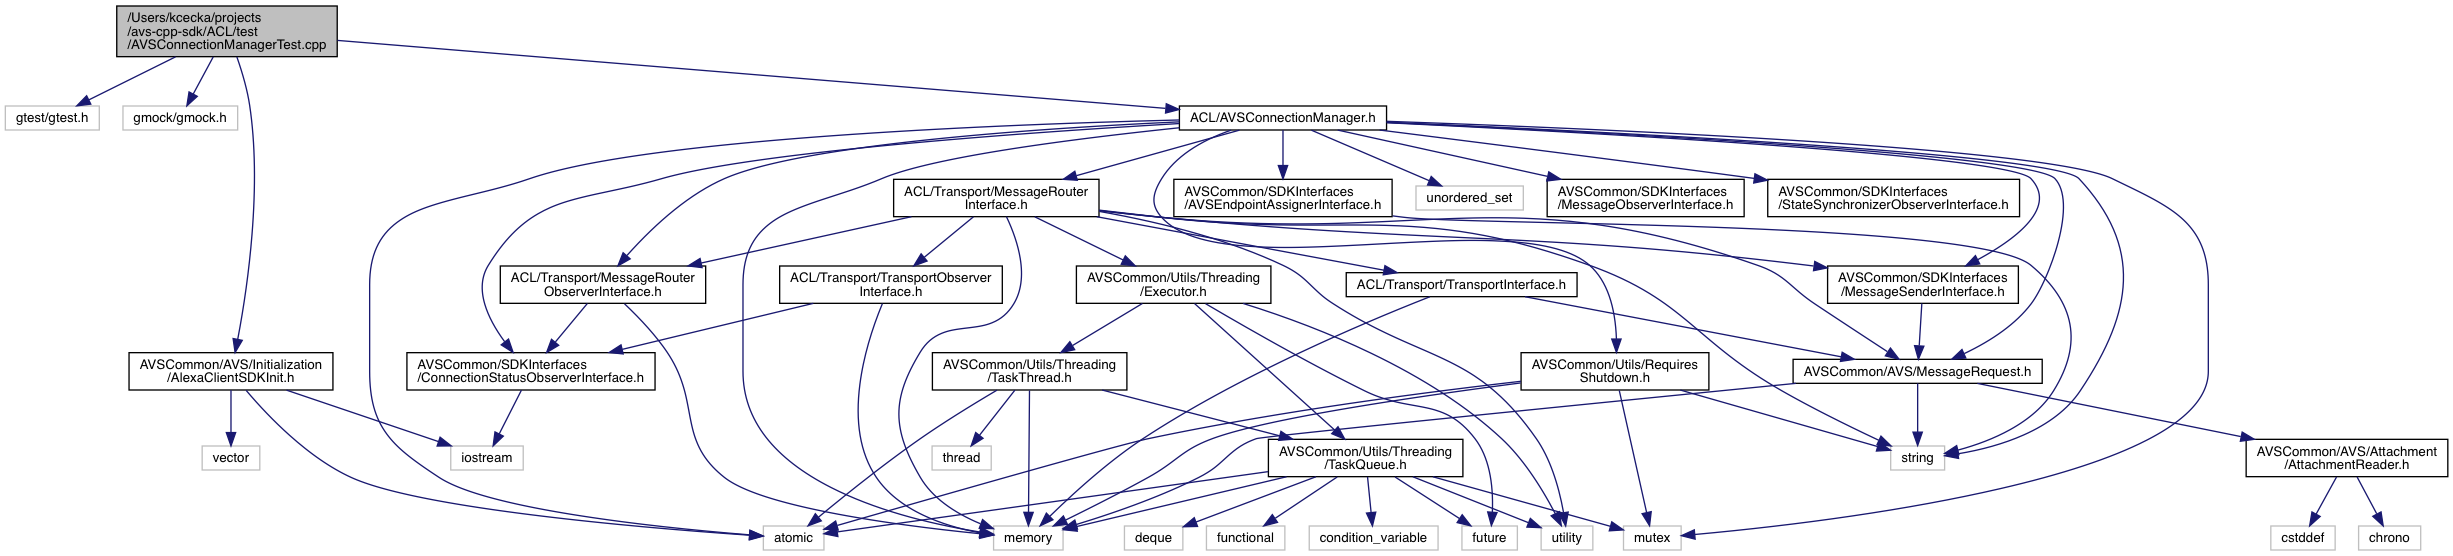 /Users/kcecka/projects
/avs-cpp-sdk/ACL/test
/AVSConnectionManagerTest.cpp
gtest/gtest.h
gmock/gmock.h
ACL/AVSConnectionManager.h
ACL/Transport/MessageRouter
Interface.h
AVSCommon/SDKInterfaces
/AVSEndpointAssignerInterface.h
unordered_set
AVSCommon/SDKInterfaces
/MessageObserverInterface.h
AVSCommon/SDKInterfaces
/StateSynchronizerObserverInterface.h
ACL/Transport/MessageRouter
ObserverInterface.h
ACL/Transport/TransportObserver
Interface.h
AVSCommon/Utils/Threading
/Executor.h
ACL/Transport/TransportInterface.h
AVSCommon/SDKInterfaces
/MessageSenderInterface.h
AVSCommon/AVS/Initialization
/AlexaClientSDKInit.h
AVSCommon/SDKInterfaces
/ConnectionStatusObserverInterface.h
AVSCommon/Utils/Threading
/TaskThread.h
AVSCommon/Utils/Requires
Shutdown.h
AVSCommon/AVS/MessageRequest.h
vector
iostream
thread
AVSCommon/Utils/Threading
/TaskQueue.h
string
AVSCommon/AVS/Attachment
/AttachmentReader.h
atomic
memory
deque
functional
condition_variable
future
utility
mutex
cstddef
chrono